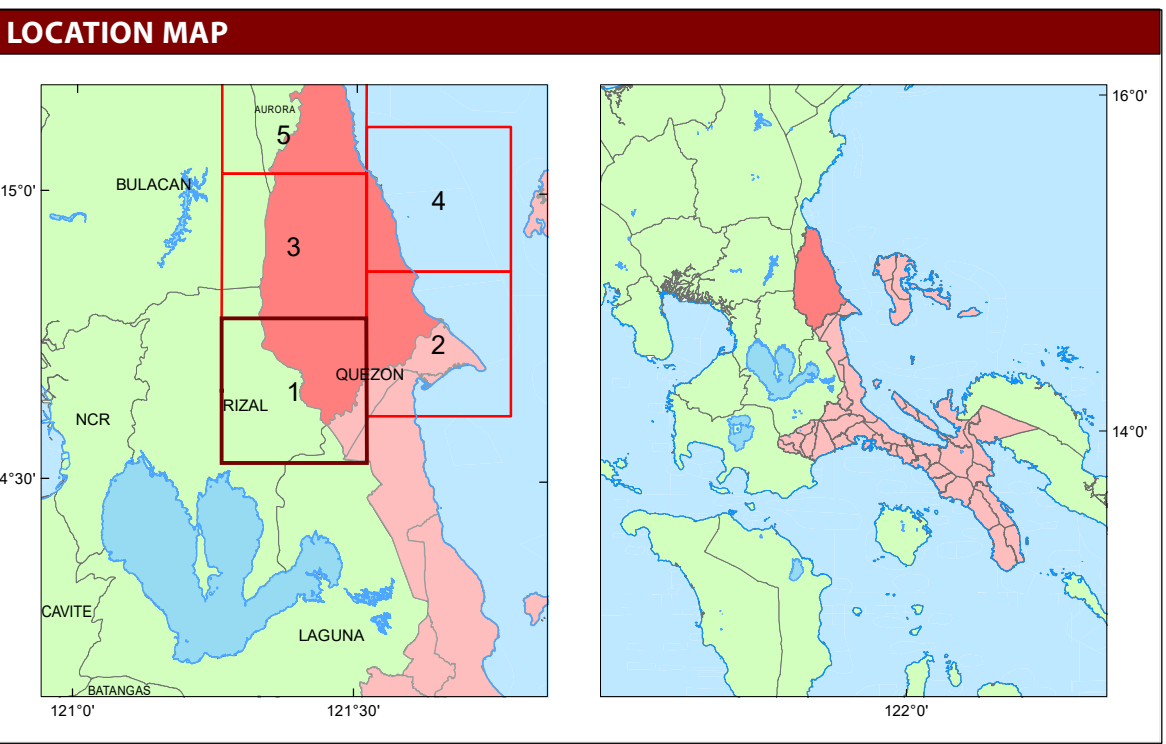 LOCATION MAP
AURORA
5
BULACAN
15°0'
4
3
2
QUEZON
1
RIZAL
NCR
4°30'
CAVITE
LAGUNA
BATANGAS
121°0'
121°30'
16°0'
14°0'
122°0'